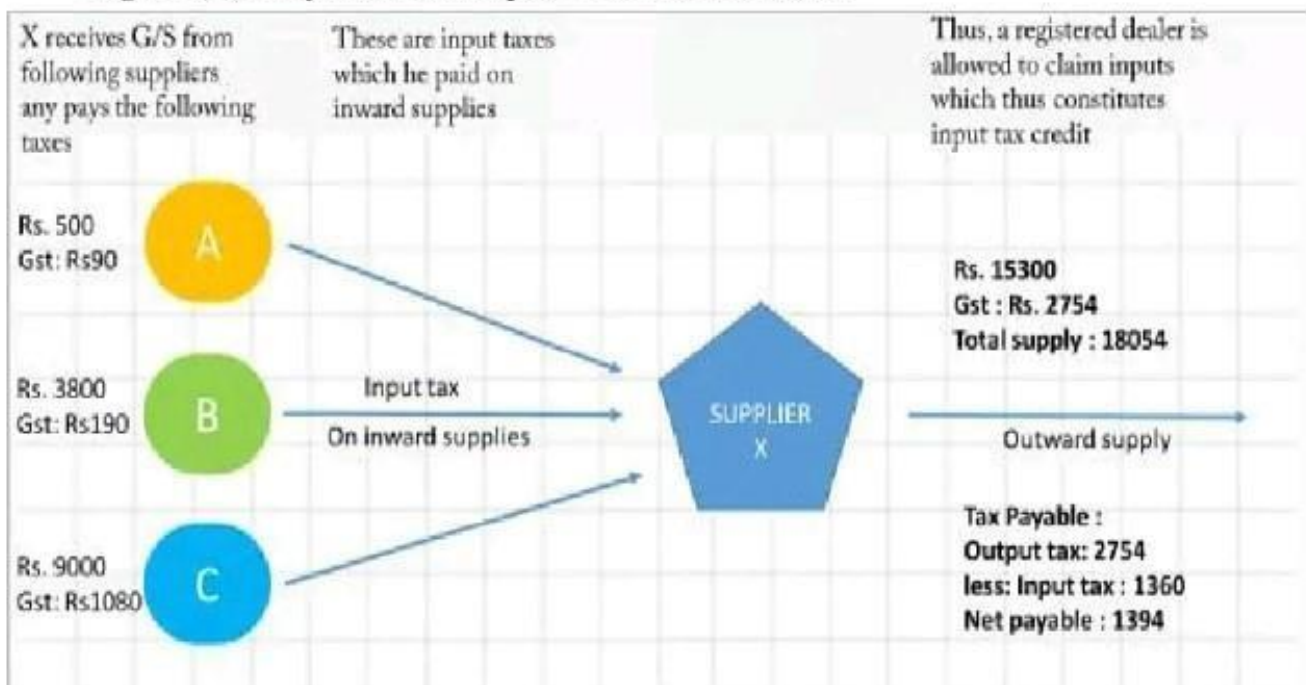 X receives G/S from
following suppliers
any pays the following
taxes
These are input taxes
which he paid on
inward supplies
Thus, a registered dealer is
allowed to claim inputs
which thus constitutes
input tax credit
Rs. 500
Gst: Rs90
A
Rs. 3800
Gst: Rs190
B
Rs. 9000
Gst: Rs1080
C
Input tax
On inward supplies
SUPPLIER
X
Rs. 15300
Gst : Rs. 2754
Total supply : 18054
Outward supply
Tax Payable :
Output tax: 2754
less: Input tax : 1360
Net payable : 1394